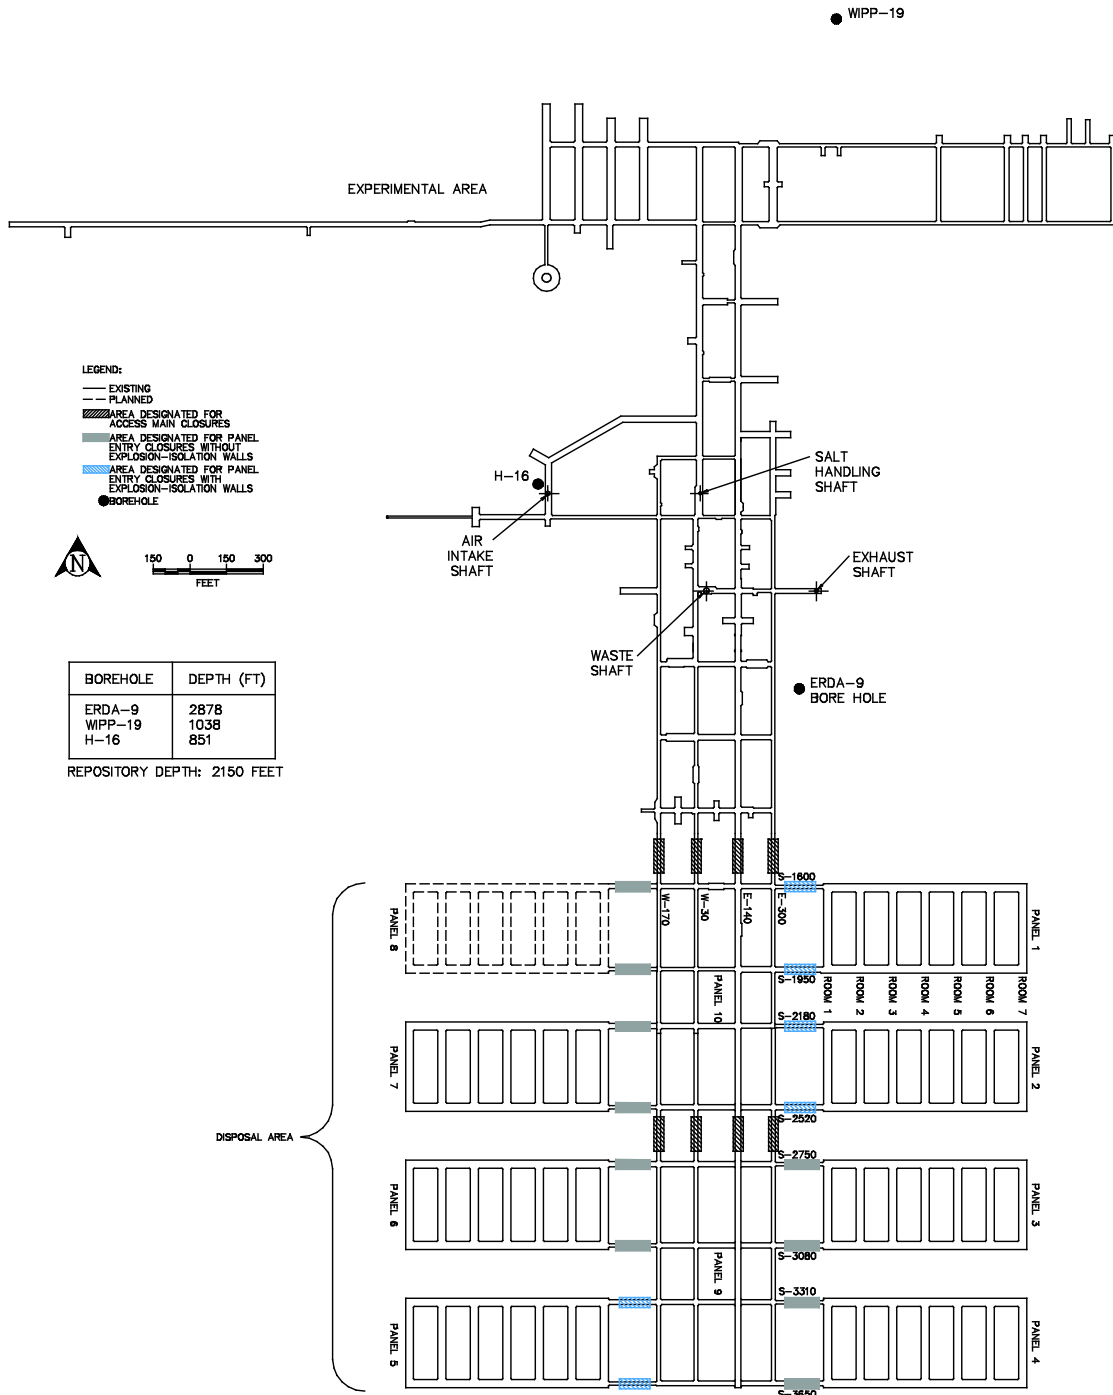 WIPP-19
EXPERIMENTAL AREA
LEGEND:
EXISTING
PLANNED
AREA DESIGNATED FOR
ACCESS MAIN CLOSURES
AREA DESIGNATED FOR PANEL
ENTRY CLOSURES WITHOUT
EXPLOSION-ISOLATION WALLS
AREA DESIGNATED FOR PANEL
ENTRY CLOSURES WITH
EXPLOSION-ISOLATION WALLS
BOREHOLE
N
150 0 150 300
FEET
H-16
AIR
INTAKE
SHAFT
SALT
HANDLING
SHAFT
EXHAUST
SHAFT
WASTE
SHAFT
ERDA-9
BORE HOLE
BOREHOLE DEPTH (FT)
ERDA-9 2878
WIPP-19 1038
H-16 851
REPOSITORY DEPTH: 2150 FEET
S-1600
W-170
W-30
E-140
E-300
PANEL 8
PANEL 1
S-1950
PANEL 10
ROOM 1
ROOM 2
ROOM 3
ROOM 4
ROOM 5
ROOM 6
ROOM 7
S-2180
PANEL 7
PANEL 2
S-2520
DISPOSAL AREA
S-2750
PANEL 6
PANEL 3
S-3080
PANEL 9
S-3310
PANEL 5
PANEL 4
S-3650